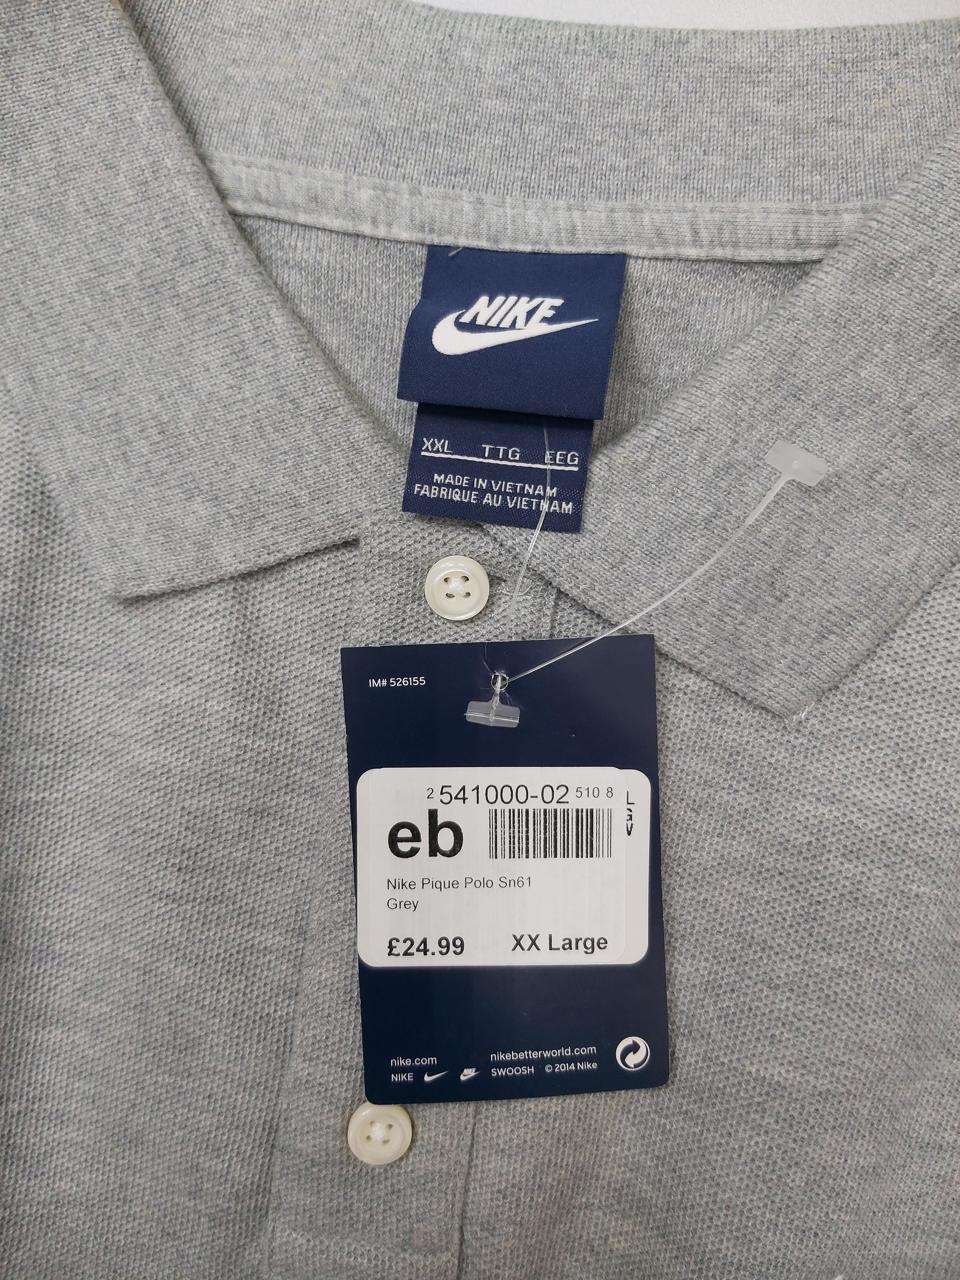 NIKE
XXL TTG EEG
MADE IN VIETNAM
FABRIQUE AU VIETNAM
IM# 526155
2 541000-02 510 8
eb
Nike Pique Polo Sn61
Grey
£24.99 XX Large
nike.com nikebetterworld.com
NIKE SWOOSH © 2014 Nike